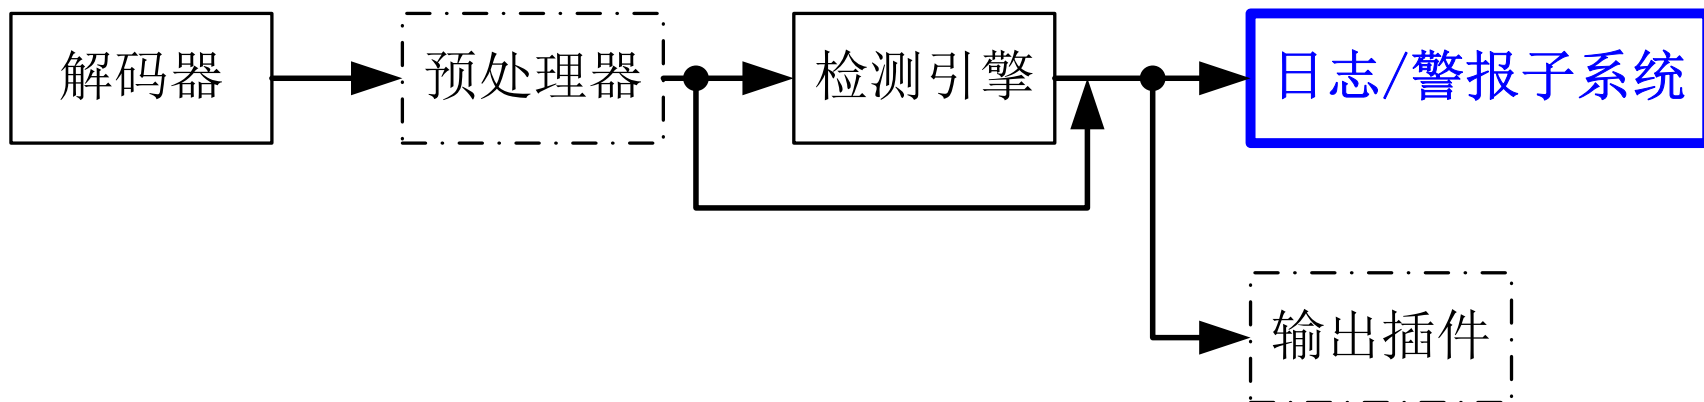 解码器
预处理器
检测引擎
日志/警报子系统
输出插件